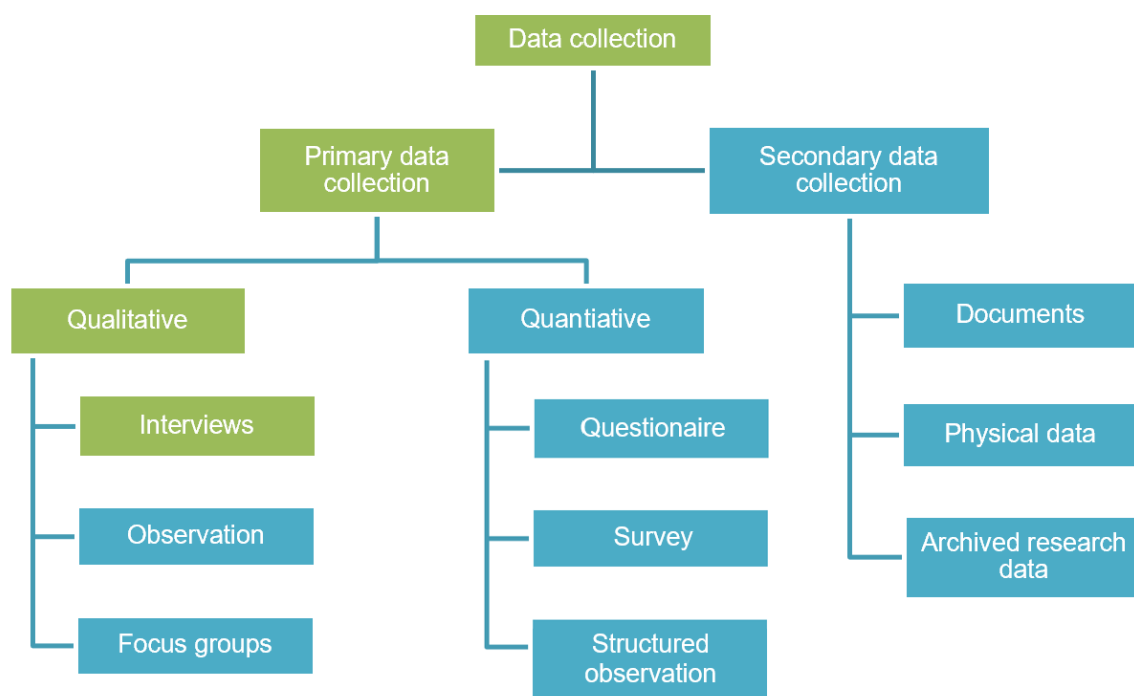 Data collection
Primary data
collection
Secondary data
collection
Qualitative
Quantiative
Documents
Interviews
Questionaire
Physical data
Observation
Survey
Archived research
data
Focus groups
Structured
observation